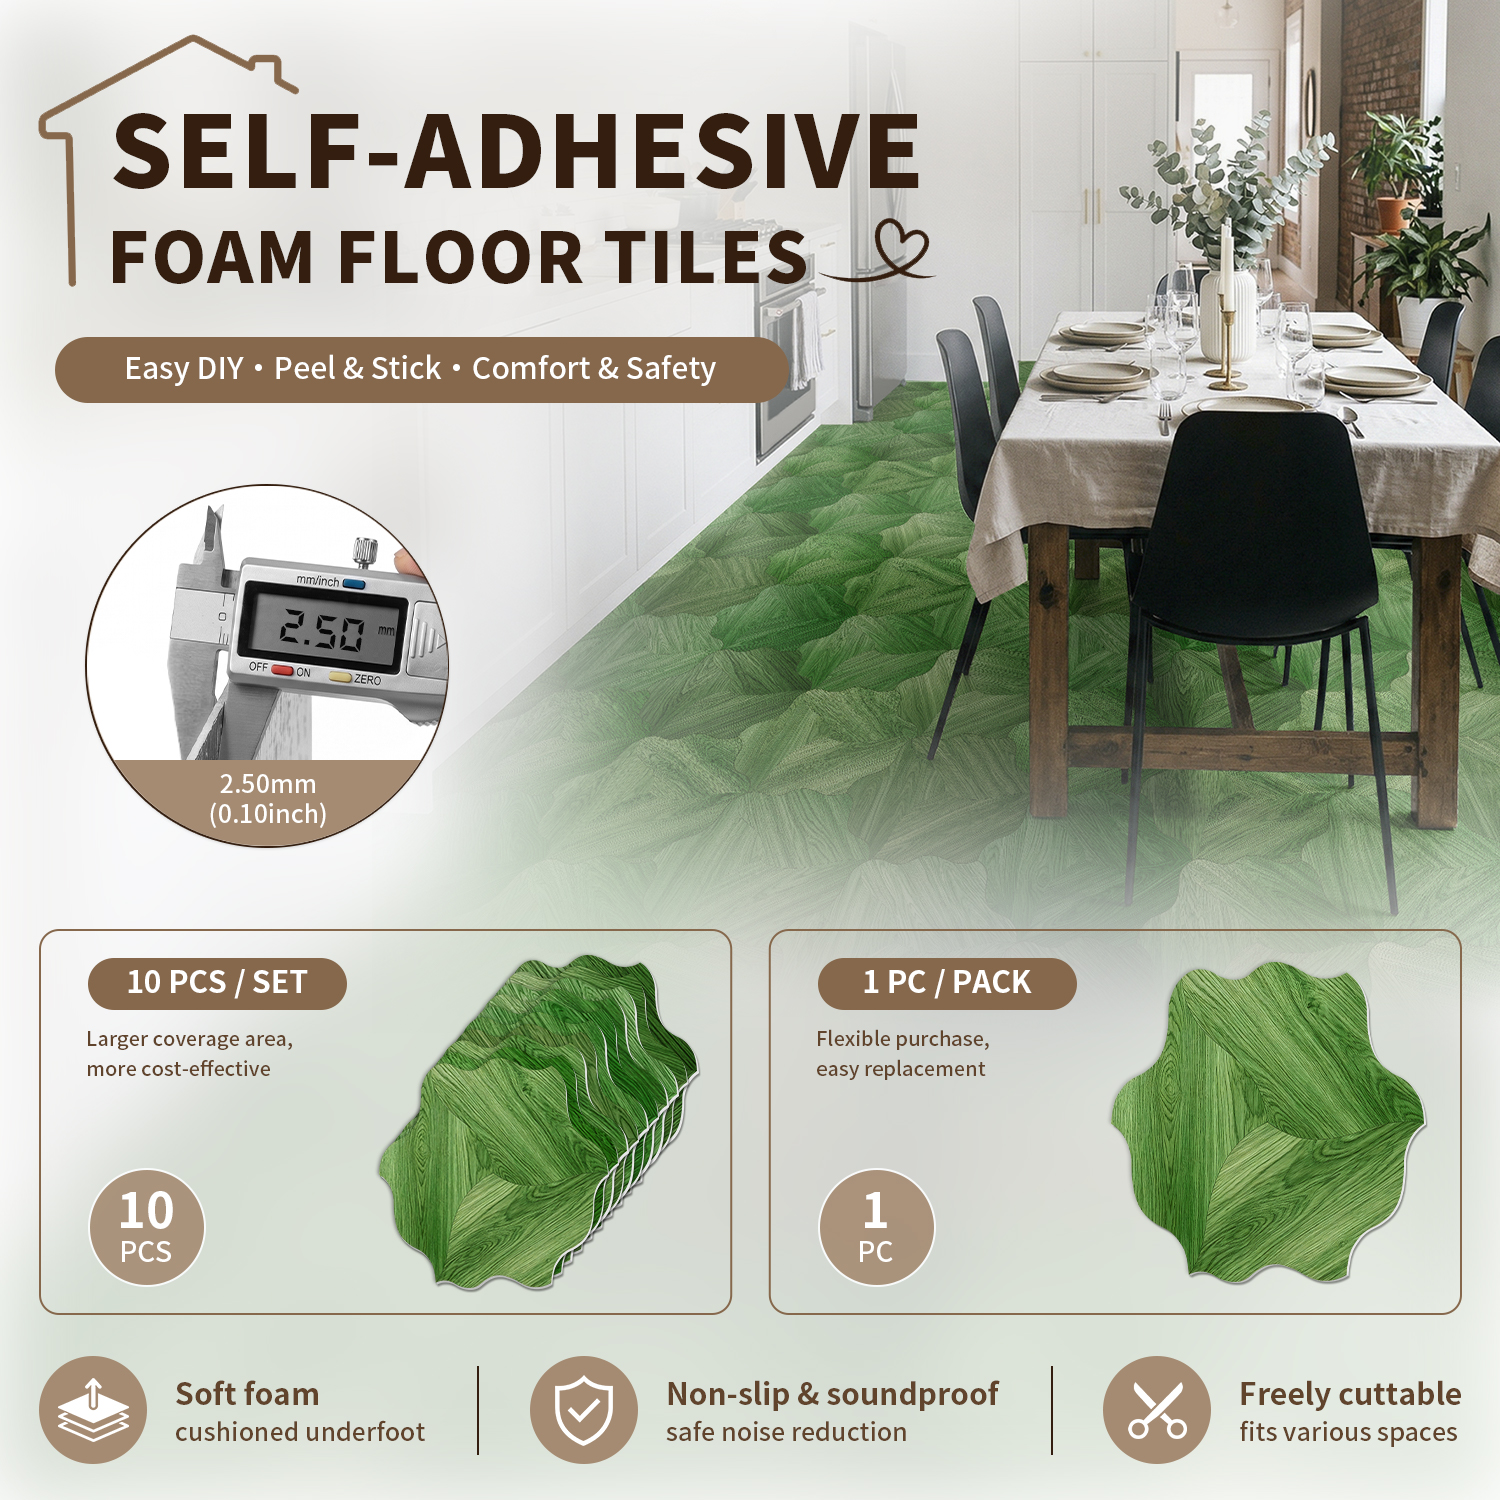 SELF-ADHESIVE
FOAM FLOOR TILES
Easy DIY • Peel & Stick • Comfort & Safety
mm/inch
0
2.50 mm
OFF ON ZERO
2.50mm
(0.10inch)
10 PCS / SET
Larger coverage area,
more cost-effective
10
PCS
1 PC / PACK
Flexible purchase,
easy replacement
1
PC
Soft foam
cushioned underfoot
Non-slip & soundproof
safe noise reduction
Freely cuttable
fits various spaces